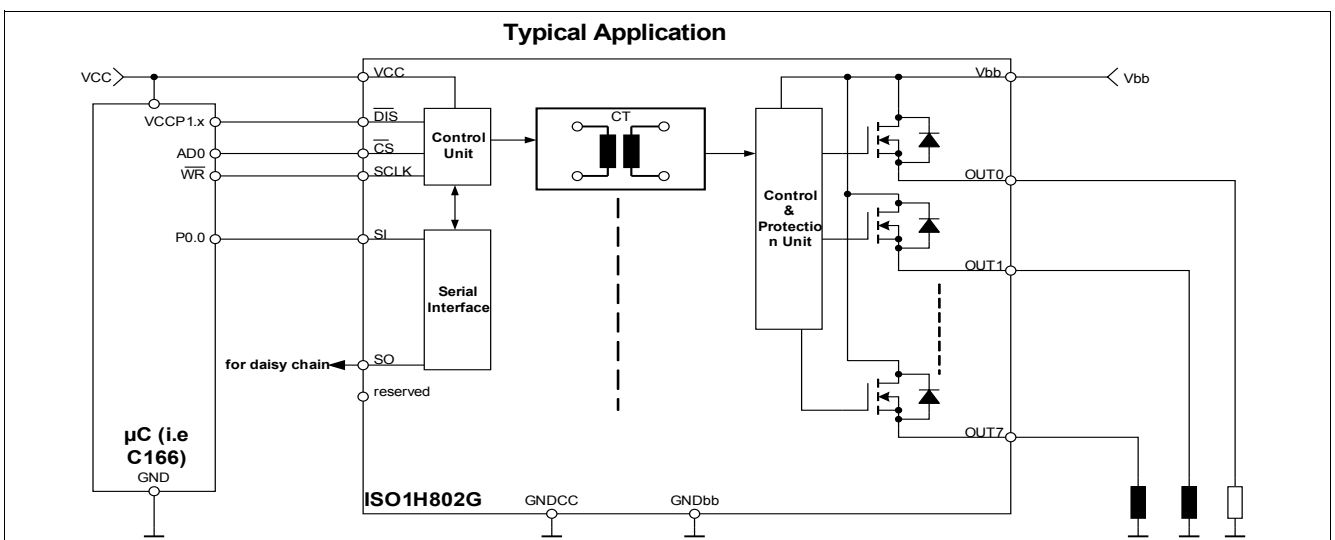 Typical Application
VCC
VCC
Vbb
Vbb
VCCP1.x
DIS
Control
Unit
CT
AD0
CS
WR
SCLK
OUT0
Control
&
Protectio
n Unit
P0.0
SI
OUT1
Serial
Interface
for daisy chain
SO
reserved
µC (i.e
C166)
OUT7
GND
ISO1H802G
GNDCC
GNDbb